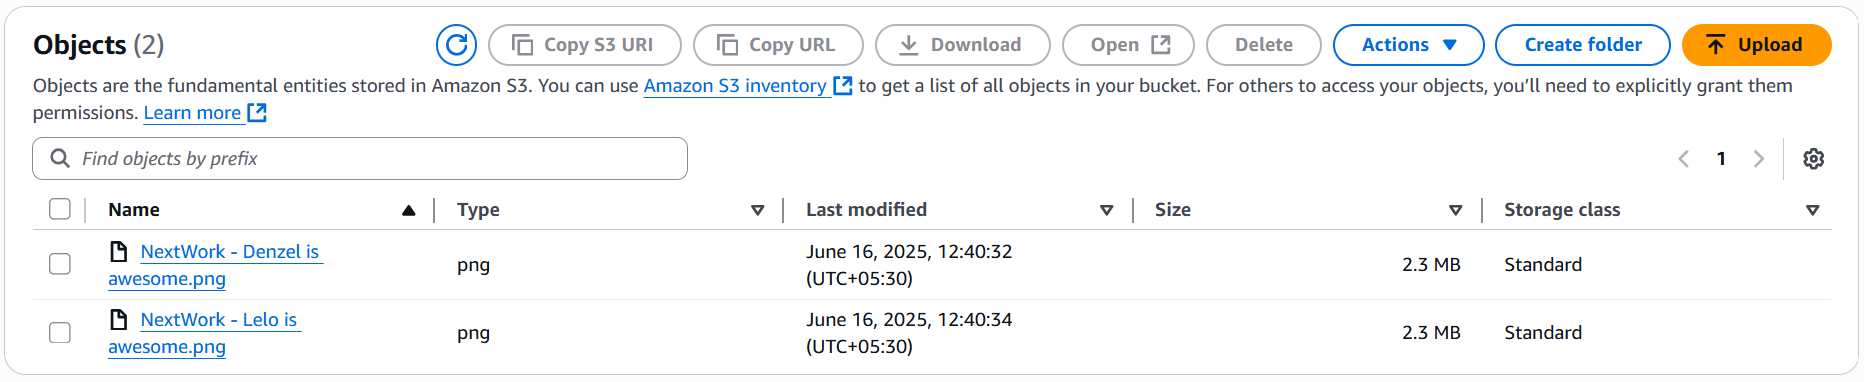 Objects (2)
Copy S3 URI
Copy URL
Download
Open
Delete
Actions
Create folder
Upload
Objects are the fundamental entities stored in Amazon S3. You can use Amazon S3 inventory to get a list of all objects in your bucket. For others to access your objects, you’ll need to explicitly grant them
permissions. Learn more
Find objects by prefix
1
Name
Type
Last modified
Size
Storage class
NextWork - Denzel is
awesome.png
png
June 16, 2025, 12:40:32
(UTC+05:30)
2.3 MB
Standard
NextWork - Lelo is
awesome.png
png
June 16, 2025, 12:40:34
(UTC+05:30)
2.3 MB
Standard